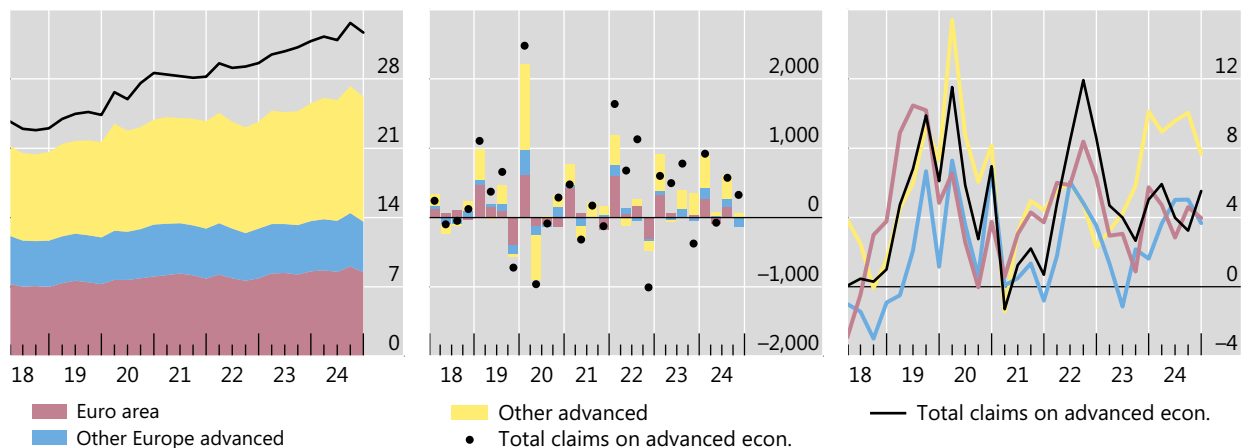 28
21
14
7
0
18 19 20 21 22 23 24
2,000
1,000
0
−1,000
−2,000
18 19 20 21 22 23 24
12
8
4
0
−4
18 19 20 21 22 23 24
Euro area
Other Europe advanced
Other advanced
Total claims on advanced econ.
Total claims on advanced econ.